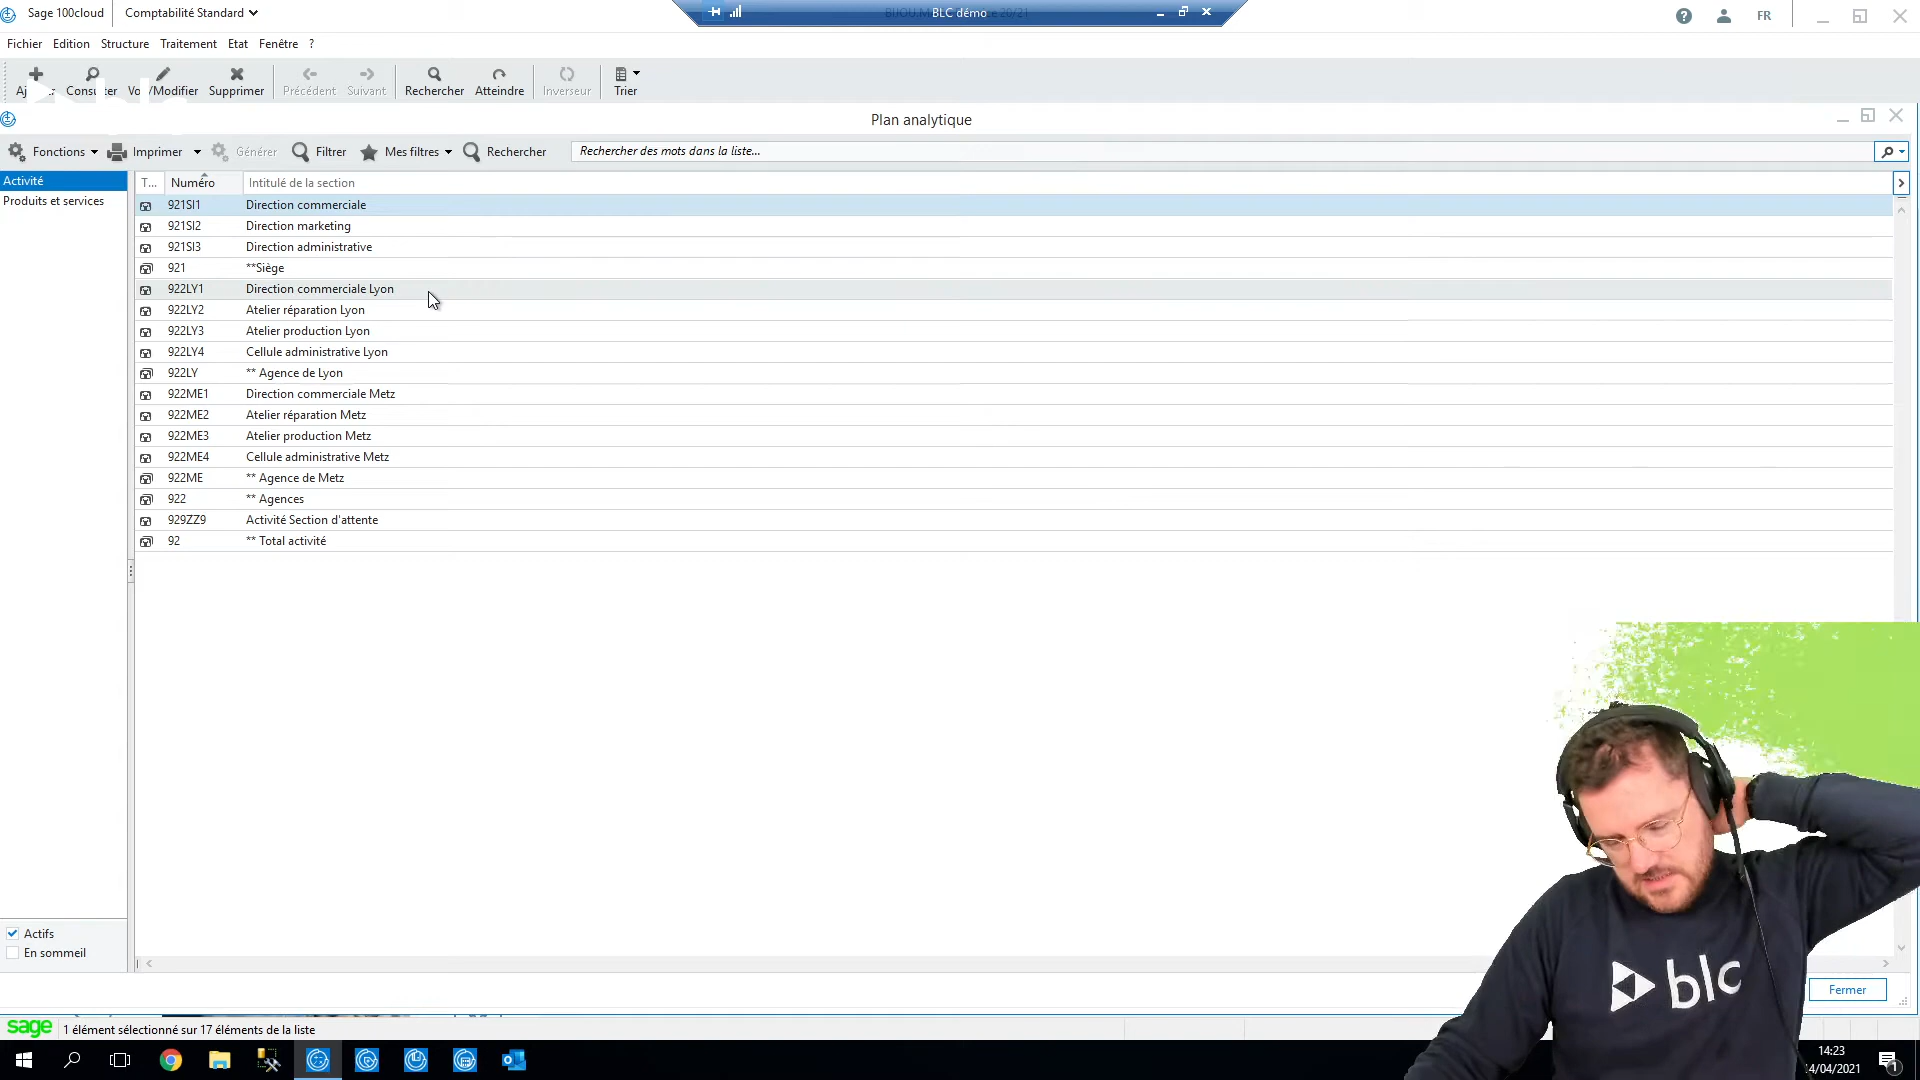 Sage 100cloud Comptabilité Standard
BLC démo
FR
Fichier Edition Structure Traitement Etat Fenêtre ?
Consulter Voir/Modifier Supprimer Précédent Suivant Rechercher Atteindre Inverseur Trier
Plan analytique
Fonctions Imprimer Générer Filtrer Mes filtres Rechercher Rechercher des mots dans la liste...
Activité
Produits et services
T... Numéro Intitulé de la section
921SI1 Direction commerciale
921SI2 Direction marketing
921SI3 Direction administrative
921 **Siège
922LY1 Direction commerciale Lyon
922LY2 Atelier réparation Lyon
922LY3 Atelier production Lyon
922LY4 Cellule administrative Lyon
922LY ** Agence de Lyon
922ME1 Direction commerciale Metz
922ME2 Atelier réparation Metz
922ME3 Atelier production Metz
922ME4 Cellule administrative Metz
922ME ** Agence de Metz
922 ** Agences
929ZZ9 Activité Section d'attente
92 ** Total activité
Actifs
En sommeil
blc
Fermer
sage 1 élément sélectionné sur 17 éléments de la liste
14:23
4/04/2021
1